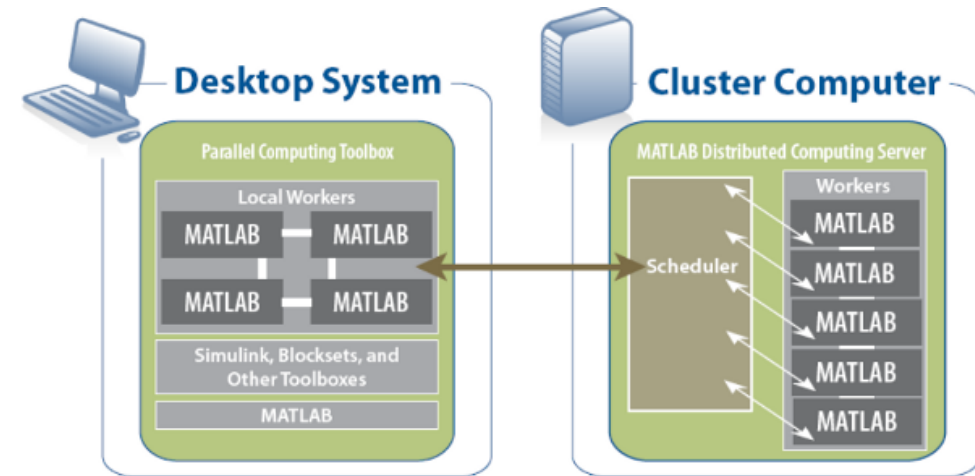 Desktop System
Parallel Computing Toolbox
Local Workers
MATLAB MATLAB
MATLAB MATLAB
Simulink, Blocksets, and
Other Toolboxes
MATLAB
Cluster Computer
MATLAB Distributed Computing Server
Scheduler
Workers
MATLAB
MATLAB
MATLAB
MATLAB
MATLAB